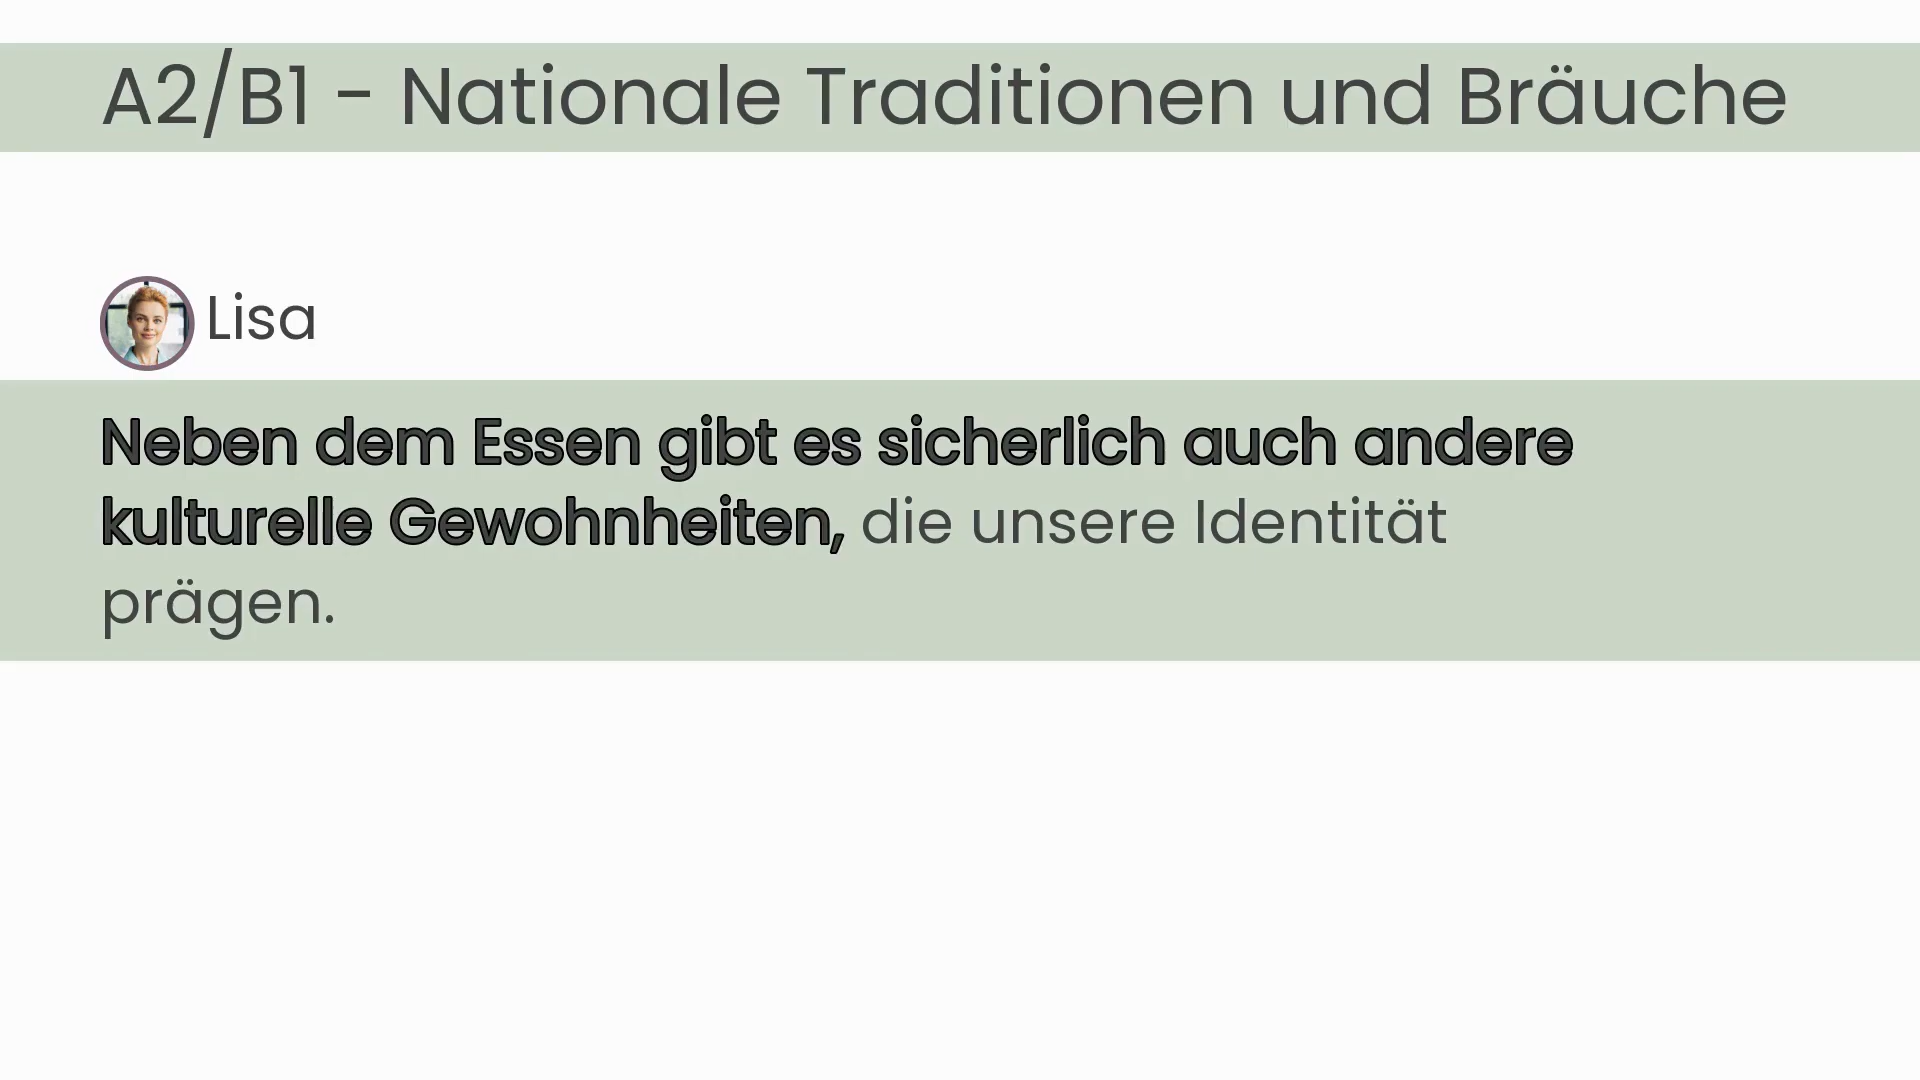 A2/B1 - Nationale Traditionen und Bräuche
Lisa
Neben dem Essen gibt es sicherlich auch andere
kulturelle Gewohnheiten, die unsere Identität
prägen.